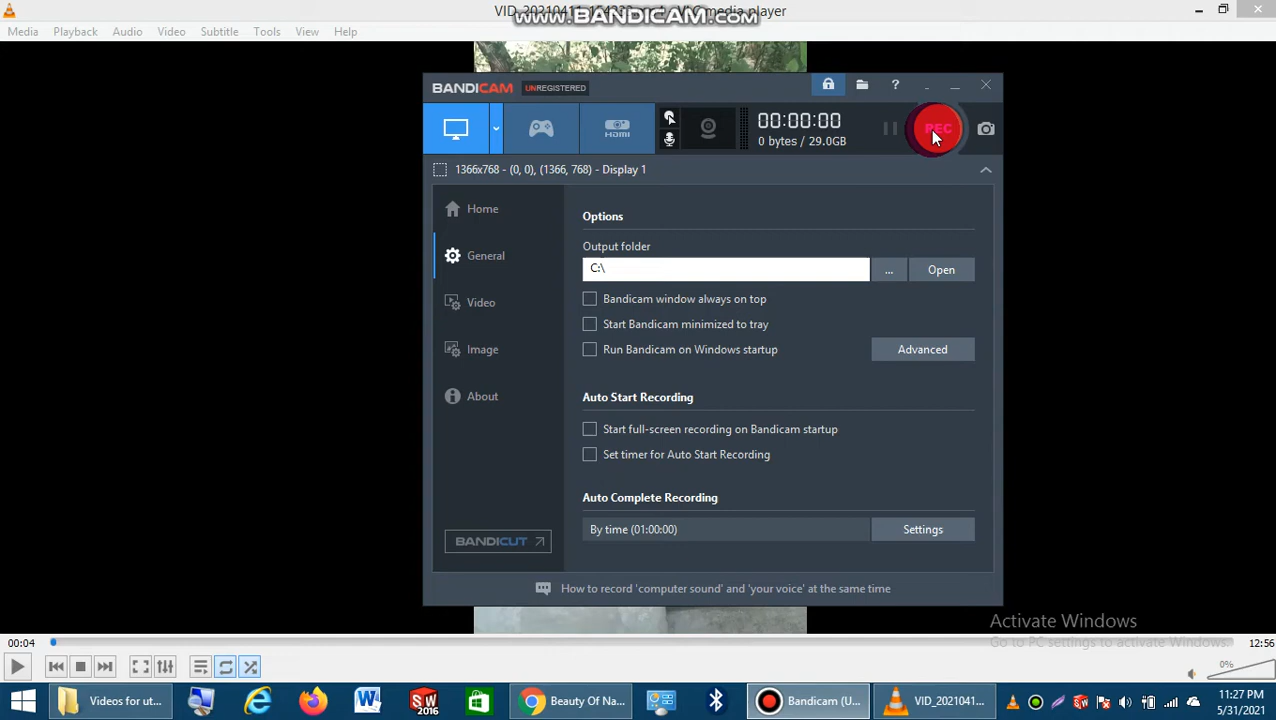 VLC media player
www.BANDICAM.com
Media Playback Audio Video Subtitle Tools View Help
BANDICAM UNREGISTERED
HDMI
00:00:00
0 bytes / 29.0GB
REC
1366x768 - (0, 0), (1366, 768) - Display 1
Home
General
Video
Image
About
BANDICUT
Options
Output folder
C:\
... Open
Bandicam window always on top
Start Bandicam minimized to tray
Run Bandicam on Windows startup
Advanced
Auto Start Recording
Start full-screen recording on Bandicam startup
Set timer for Auto Start Recording
Auto Complete Recording
By time (01:00:00) Settings
How to record 'computer sound' and 'your voice' at the same time
Activate Windows
Go to PC settings to activate Windows.
00:04 12:56
0%
Videos for ut...
SW
2016
Beauty Of Na...
Bandicam (U...
VID_2021041...
11:27 PM
5/31/2021